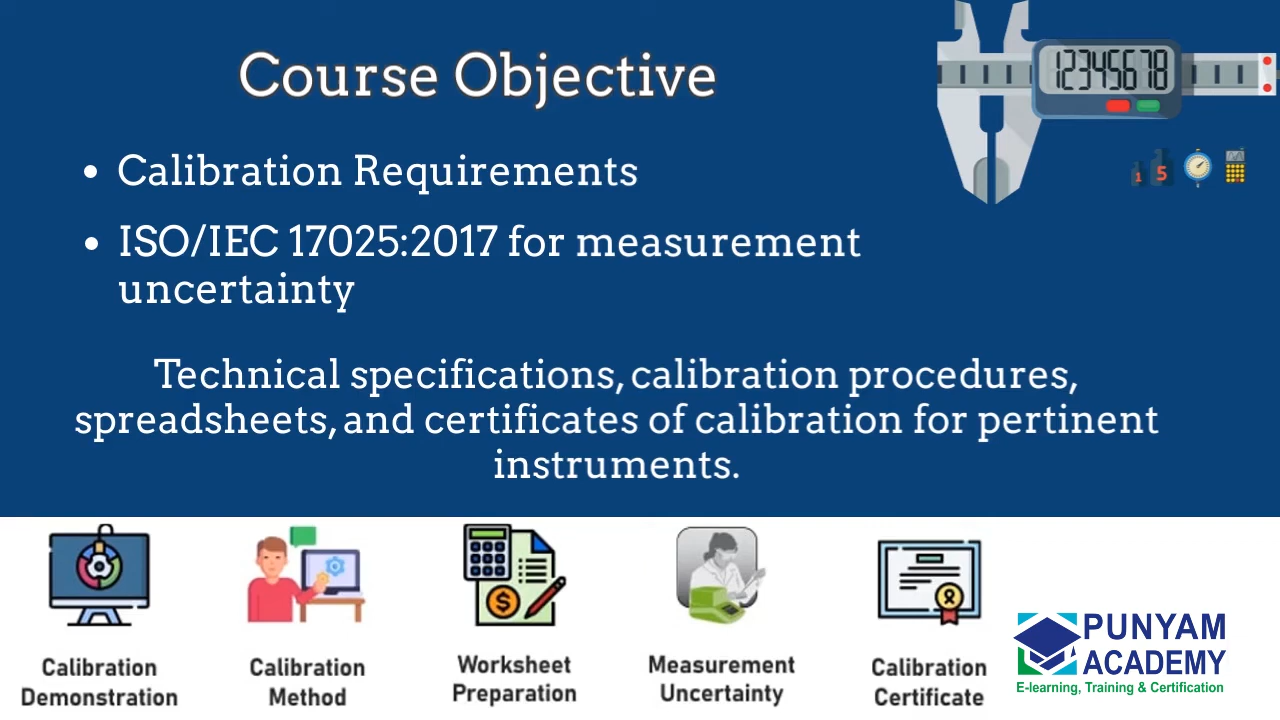 Course Objective
12345678
• Calibration Requirements
1 5
• ISO/IEC 17025:2017 for measurement
uncertainty
Technical specifications, calibration procedures,
spreadsheets, and certificates of calibration for pertinent
instruments.
$
Calibration
Demonstration
Calibration
Method
Worksheet
Preparation
Measurement
Uncertainty
Calibration
Certificate
PUNYAM
ACADEMY
E-learning, Training & Certification